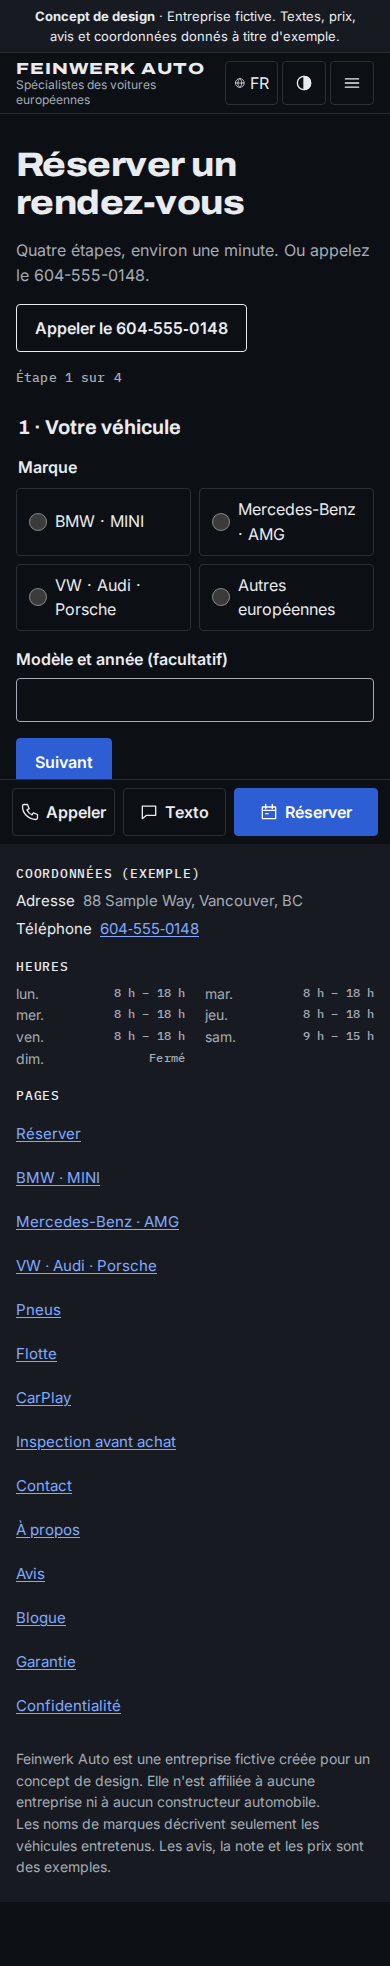 Concept de design · Entreprise fictive. Textes, prix,
avis et coordonnées donnés à titre d'exemple.
FEINWERK AUTO
Spécialistes des voitures
européennes
FR
Réserver un
rendez-vous
Quatre étapes, environ une minute. Ou appelez
le 604-555-0148.
Appeler le 604-555-0148
Étape 1 sur 4
1 · Votre véhicule
Marque
BMW · MINI
Mercedes-Benz
· AMG
VW · Audi ·
Porsche
Autres
européennes
Modèle et année (facultatif)
Suivant
Appeler
Texto
Réserver
COORDONNÉES (EXEMPLE)
Adresse 88 Sample Way, Vancouver, BC
Téléphone 604-555-0148
HEURES
lun. 8 h – 18 h mar. 8 h – 18 h
mer. 8 h – 18 h jeu. 8 h – 18 h
ven. 8 h – 18 h sam. 9 h – 15 h
dim. Fermé
PAGES
Réserver
BMW · MINI
Mercedes-Benz · AMG
VW · Audi · Porsche
Pneus
Flotte
CarPlay
Inspection avant achat
Contact
À propos
Avis
Blogue
Garantie
Confidentialité
Feinwerk Auto est une entreprise fictive créée pour un
concept de design. Elle n'est affiliée à aucune
entreprise ni à aucun constructeur automobile.
Les noms de marques décrivent seulement les
véhicules entretenus. Les avis, la note et les prix sont
des exemples.